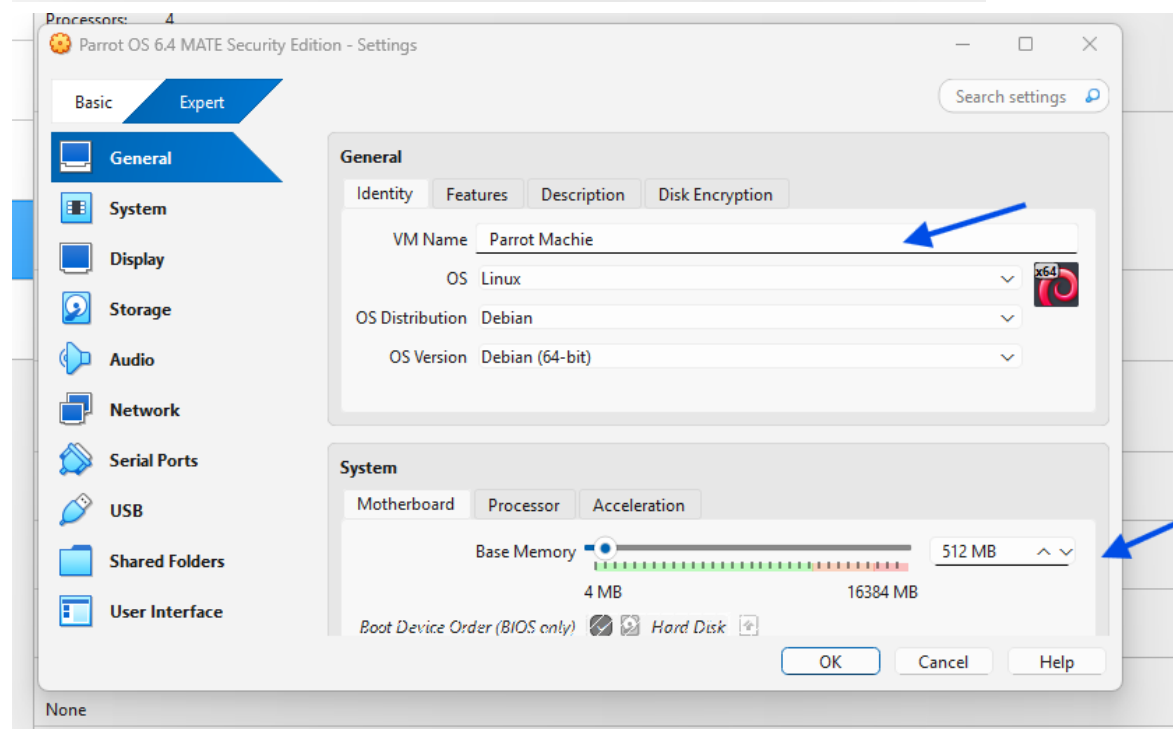 Processors: 4
Parrot OS 6.4 MATE Security Edition - Settings
Basic Expert Search settings
General
System
Display
Storage
Audio
Network
Serial Ports
USB
Shared Folders
User Interface
General
Identity Features Description Disk Encryption
VM Name Parrot Machie
OS Linux
x64
OS Distribution Debian
OS Version Debian (64-bit)
System
Motherboard Processor Acceleration
Base Memory 512 MB
4 MB 16384 MB
Boot Device Order (BIOS only) Hard Disk
OK Cancel Help
None